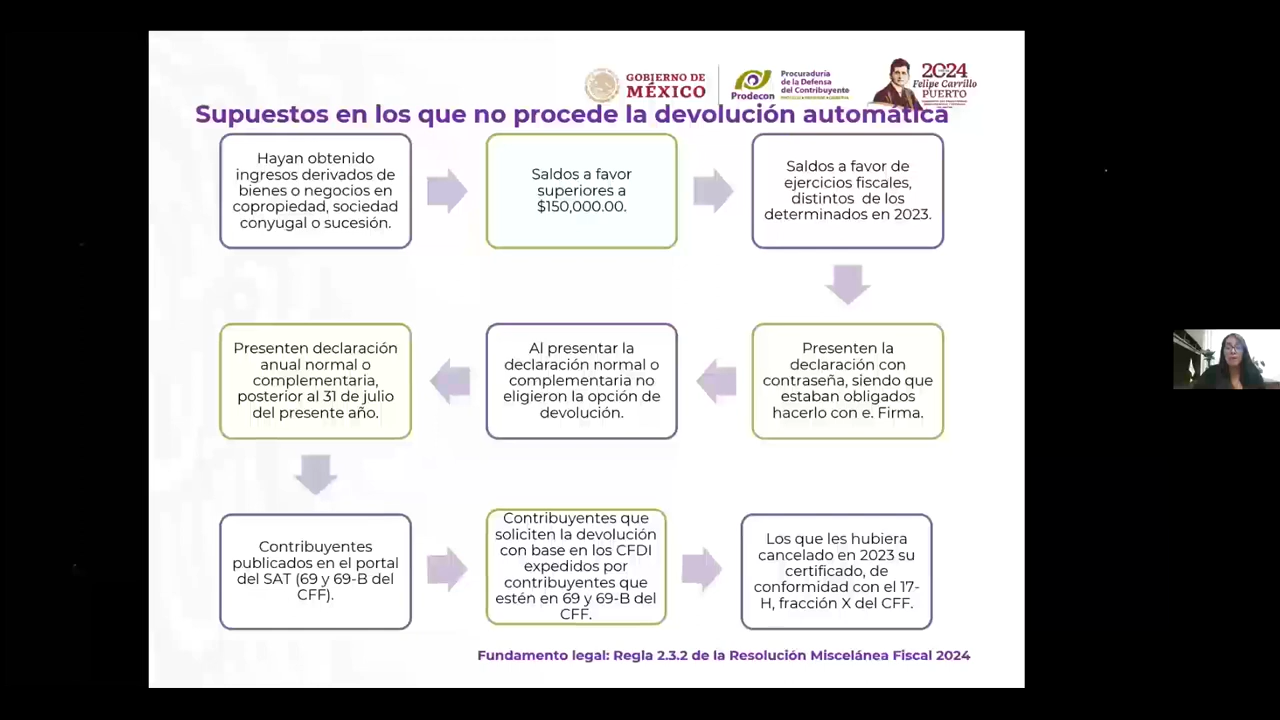 GOBIERNO DE
MÉXICO
Prodecon
Procuraduría
de la Defensa
del Contribuyente
2024
Felipe Carrillo
PUERTO
Supuestos en los que no procede la devolución automática
Hayan obtenido
ingresos derivados de
bienes o negocios en
copropiedad, sociedad
conyugal o sucesión.
Saldos a favor
superiores a
$150,000.00.
Saldos a favor de
ejercicios fiscales,
distintos de los
determinados en 2023.
Presenten la
declaración con
contraseña, siendo que
estaban obligados
hacerlo con e. Firma.
Al presentar la
declaración normal o
complementaria no
eligieron la opción de
devolución.
Presenten declaración
anual normal o
complementaria,
posterior al 31 de julio
del presente año.
Contribuyentes
publicados en el portal
del SAT (69 y 69-B del
CFF).
Contribuyentes que
soliciten la devolución
con base en los CFDI
expedidos por
contribuyentes que
estén en 69 y 69-B del
CFF.
Los que les hubiera
cancelado en 2023 su
certificado, de
conformidad con el 17-
H, fracción X del CFF.
Fundamento legal: Regla 2.3.2 de la Resolución Miscelánea Fiscal 2024